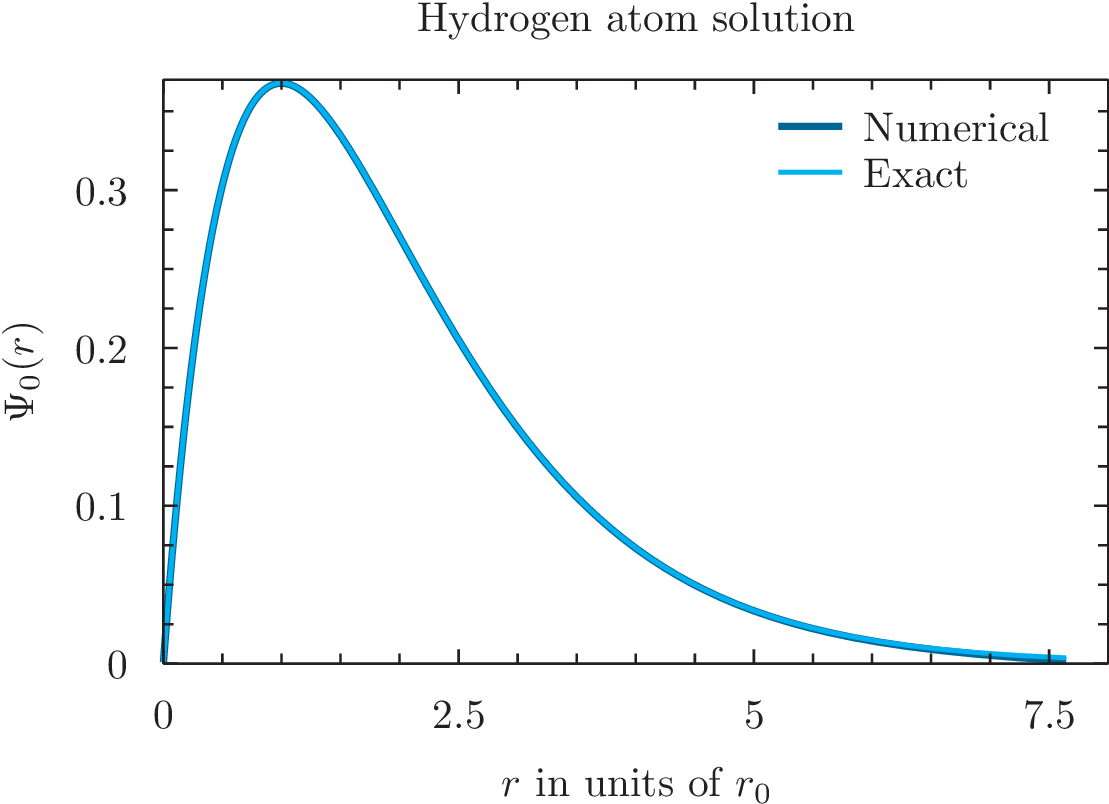 Hydrogen atom solution
Numerical
Exact
0.3
0.2
0.1
0
Ψ₀(r)
0
2.5
5
7.5
r in units of r₀